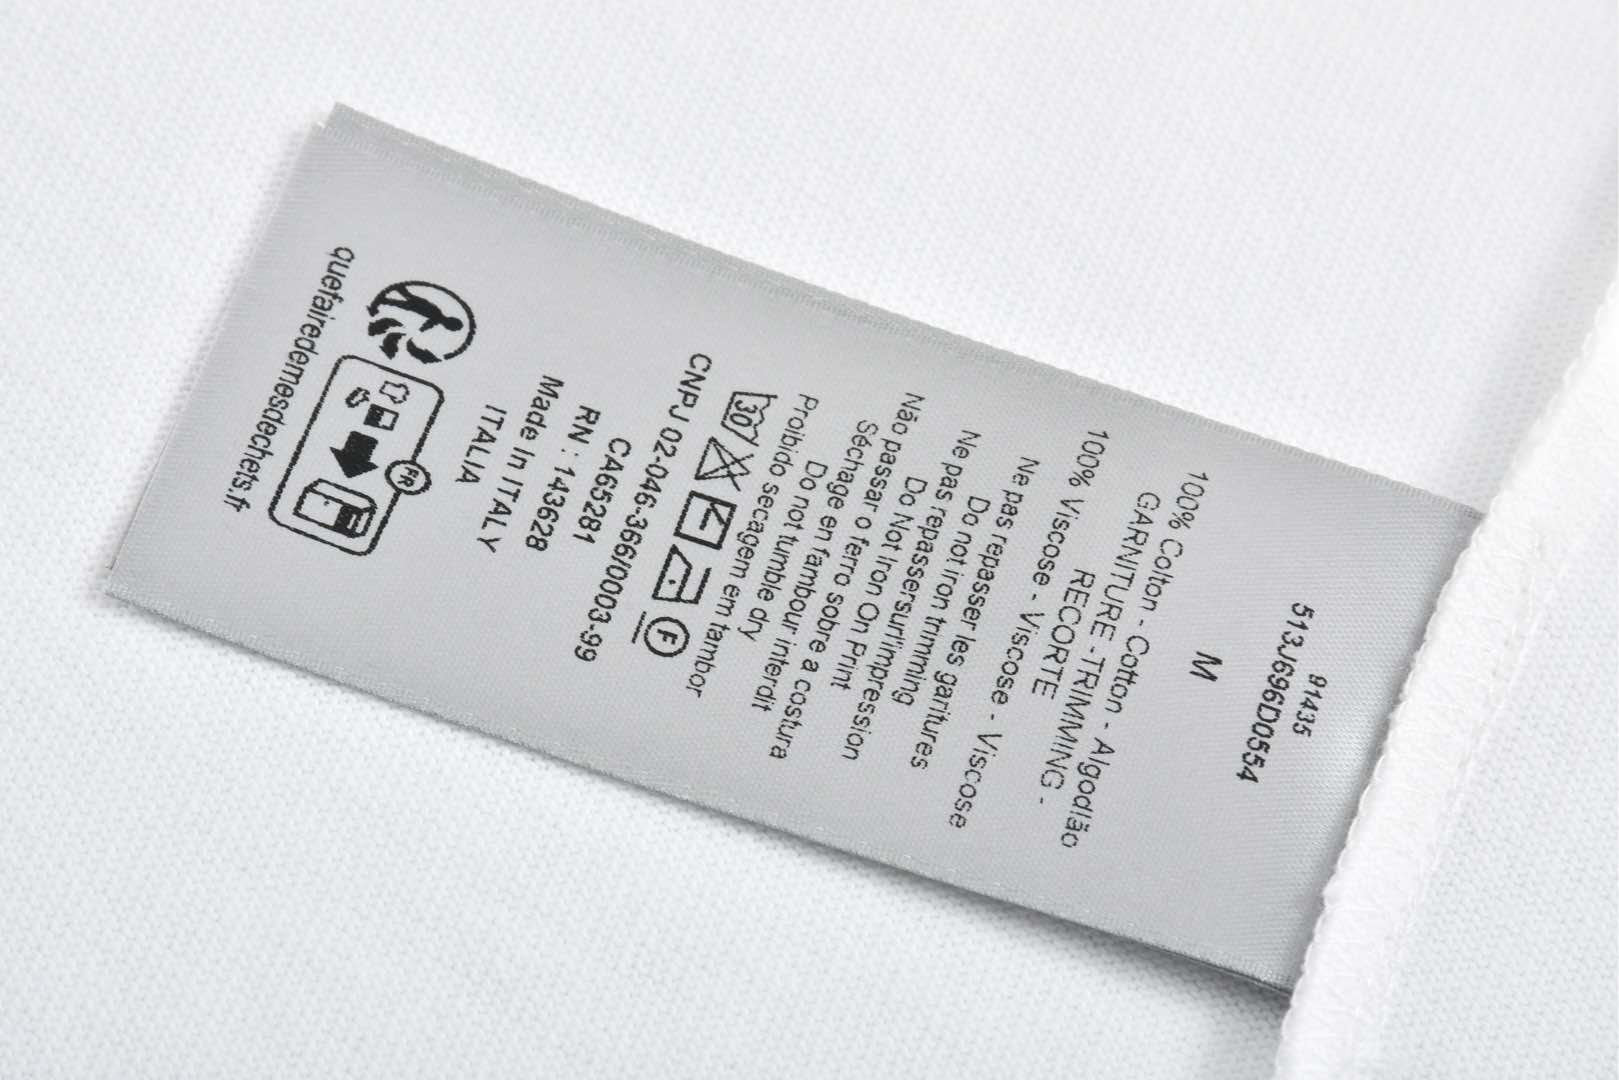 91435
513J696D0554
M
100% Cotton - Cotton - Algodião
GARNITURE -TRIMMING -
RECORTE
100% Viscose - Viscose - Viscose
Ne pas repasser les garitures
Do not iron trimming
Ne pas repassersurl'impression
Do Not Iron On Print
Não passar o ferro sobre a costura
Séchage en fambour interdit
Do not tumble dry
Proibido secagem em tambor
30 F
CNPJ 02-046-366/0003-99
CA65281
RN : 143628
Made In ITALY
ITALIA
FR
quefairedemesdechets.fr